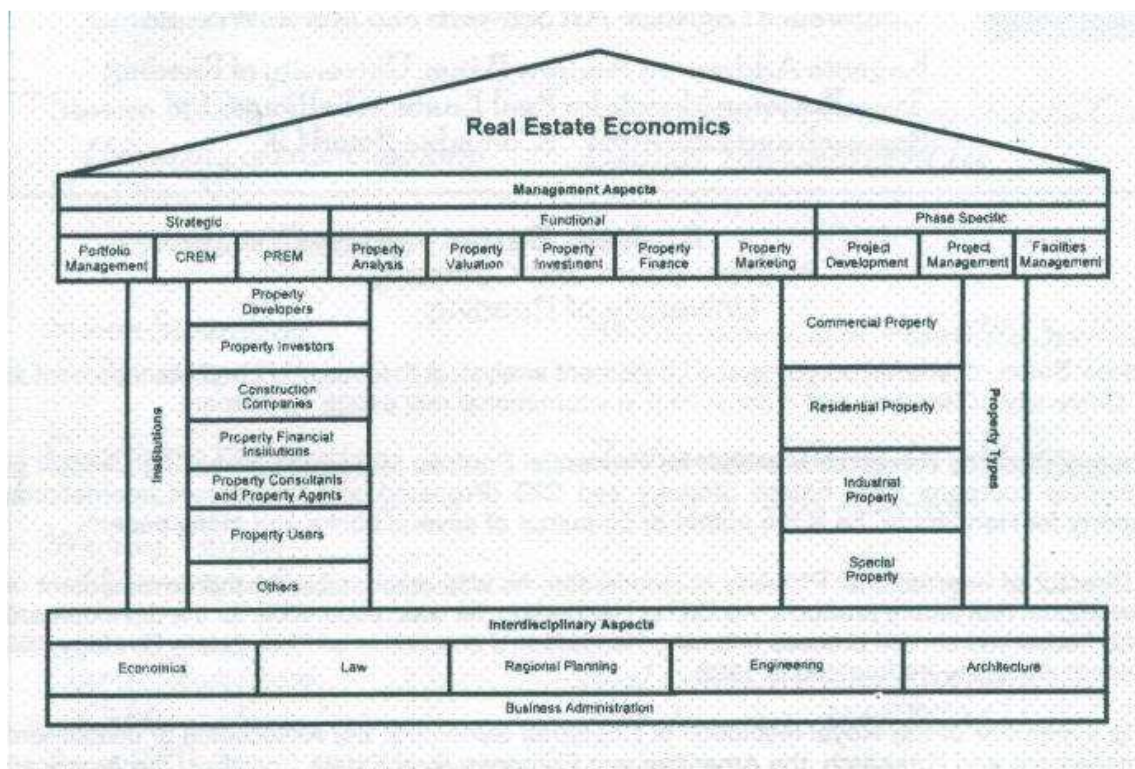 Real Estate Economics
Management Aspects
Strategic
Functional
Phase Specific
Portfolio
Management
CREM
PREM
Property
Analysis
Property
Valuation
Property
Investment
Property
Finance
Property
Marketing
Project
Development
Project
Management
Facilities
Management
Institutions
Property
Developers
Property Investors
Construction
Companies
Property Financial
Institutions
Property Consultants
and Property Agents
Property Users
Others
Commercial Property
Residential Property
Industrial
Property
Special
Property
Property Types
Interdisciplinary Aspects
Economics
Law
Regional Planning
Engineering
Architecture
Business Administration